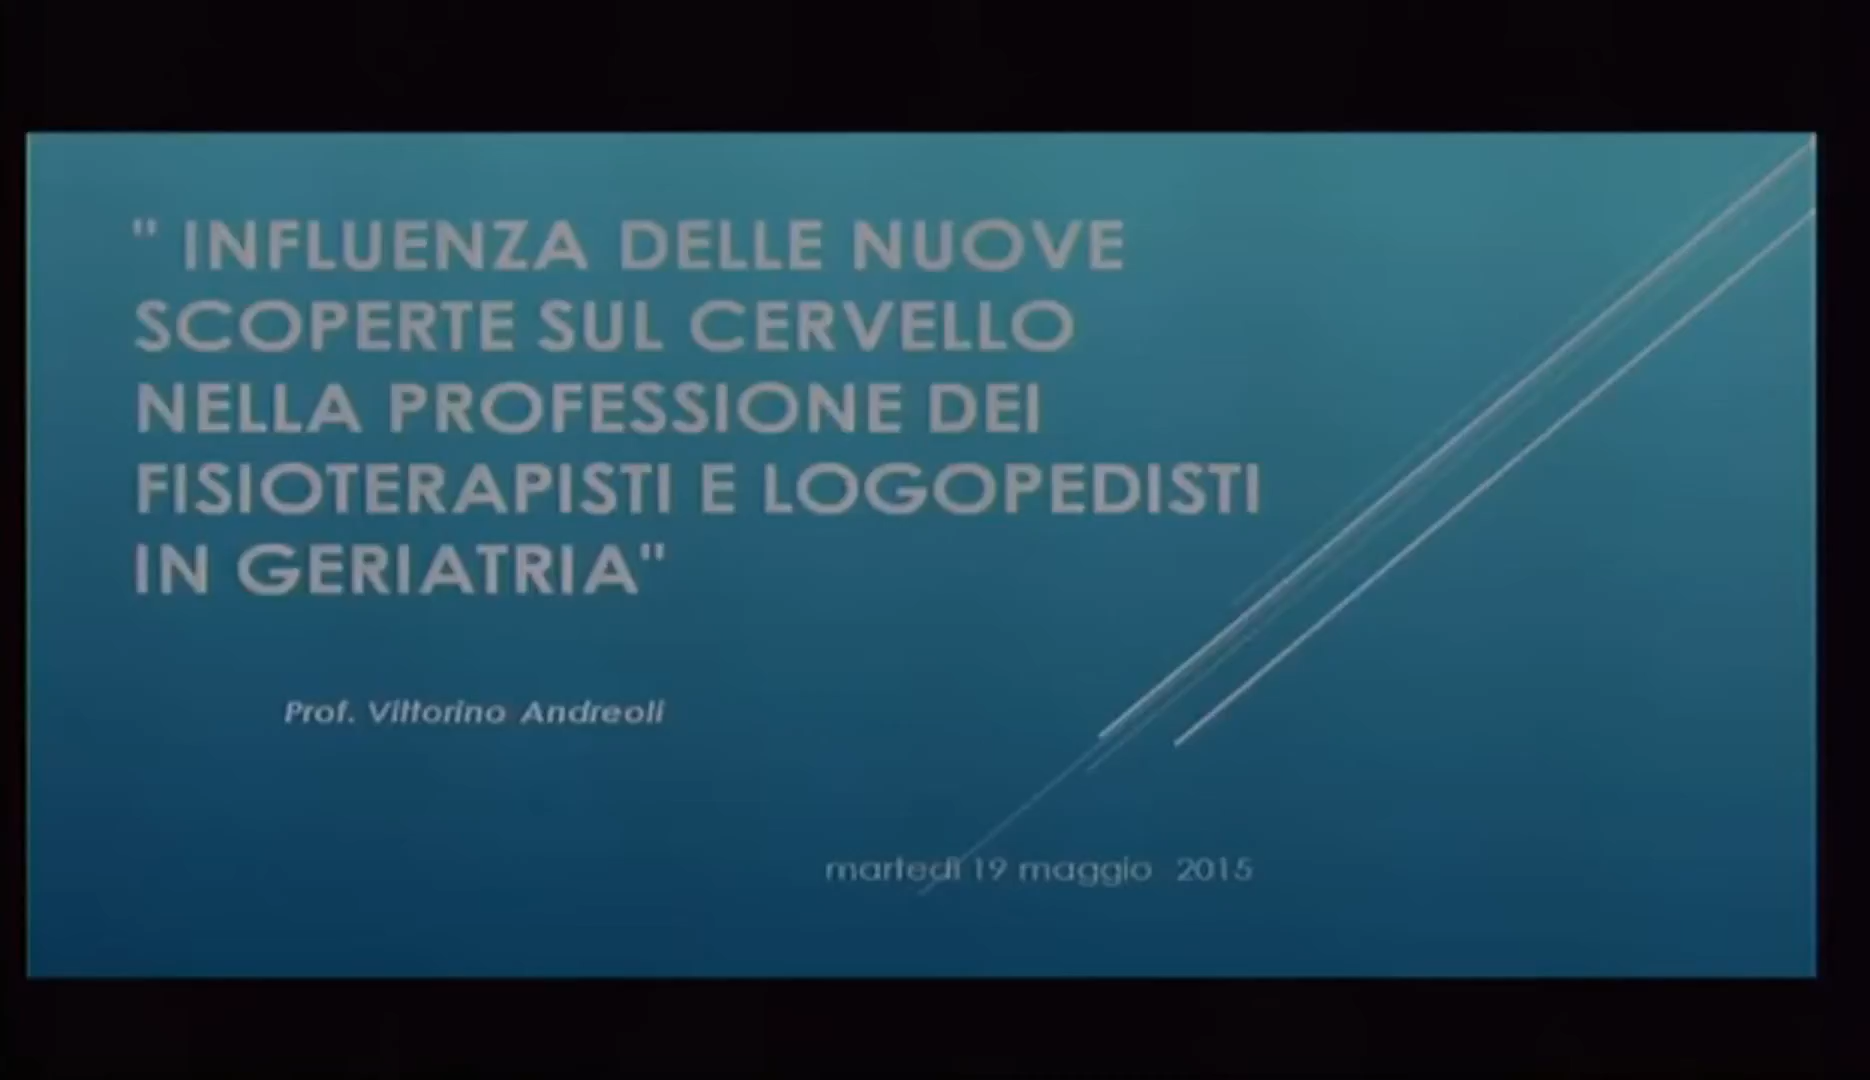 " INFLUENZA DELLE NUOVE
SCOPERTE SUL CERVELLO
NELLA PROFESSIONE DEI
FISIOTERAPISTI E LOGOPEDISTI
IN GERIATRIA"
Prof. Vittorino Andreoli
martedì 19 maggio 2015